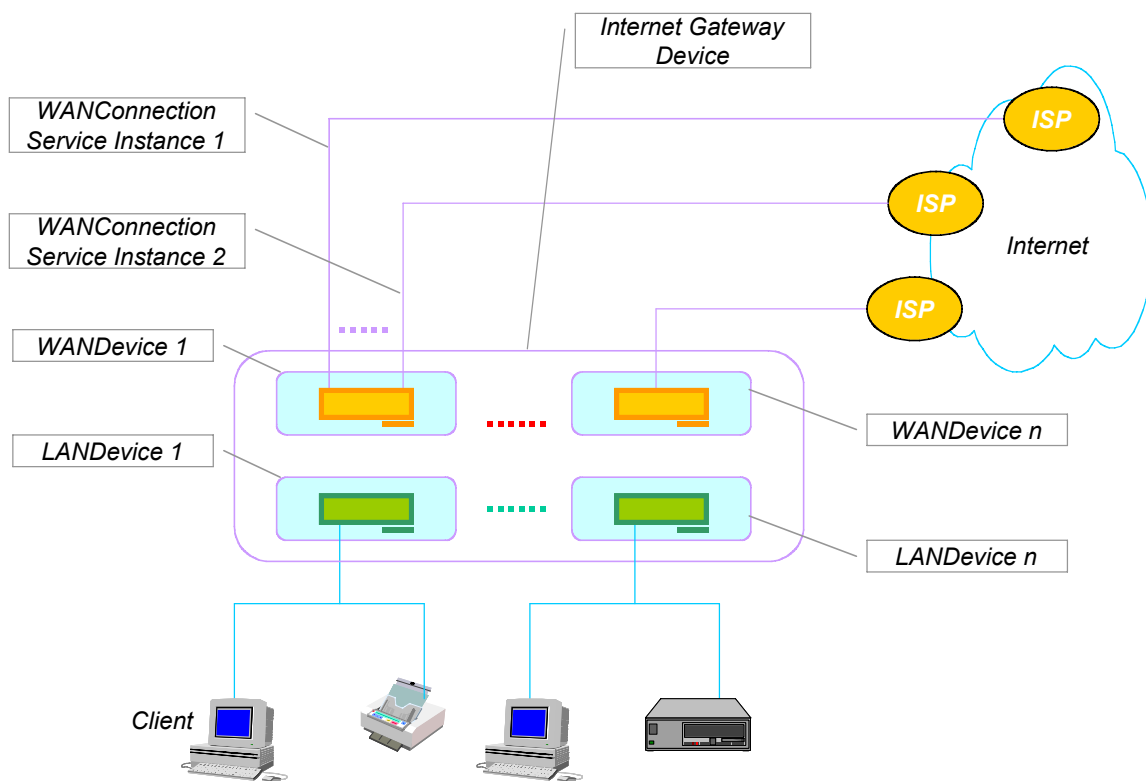 Internet Gateway
Device
WANConnection
Service Instance 1
ISP
WANConnection
Service Instance 2
ISP
Internet
ISP
WANDevice 1
WANDevice n
LANDevice 1
LANDevice n
Client